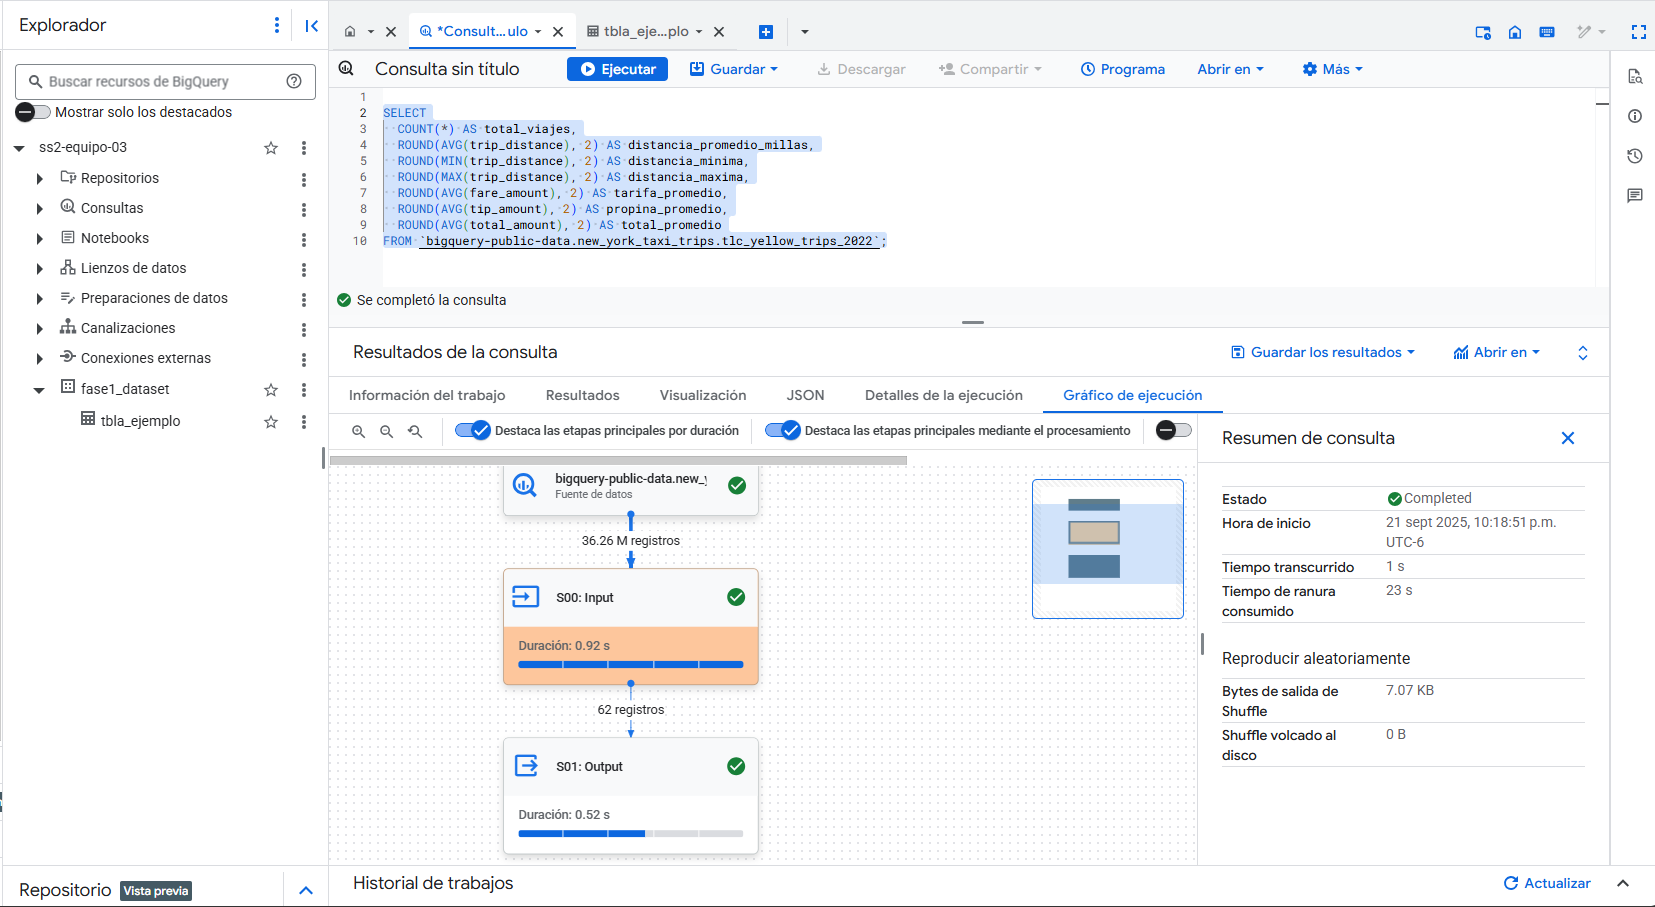 Explorador
Buscar recursos de BigQuery
Mostrar solo los destacados
ss2-equipo-03
Repositorios
Consultas
Notebooks
Lienzos de datos
Preparaciones de datos
Canalizaciones
Conexiones externas
fase1_dataset
tbla_ejemplo
Repositorio Vista previa
*Consult...ulo
tbla_eje...plo
Consulta sin título
Ejecutar
Guardar
Descargar
Compartir
Programa
Abrir en
Más
1
2 SELECT
3 COUNT(*) AS total_viajes,
4 ROUND(AVG(trip_distance), 2) AS distancia_promedio_millas,
5 ROUND(MIN(trip_distance), 2) AS distancia_minima,
6 ROUND(MAX(trip_distance), 2) AS distancia_maxima,
7 ROUND(AVG(fare_amount), 2) AS tarifa_promedio,
8 ROUND(AVG(tip_amount), 2) AS propina_promedio,
9 ROUND(AVG(total_amount), 2) AS total_promedio
10 FROM `bigquery-public-data.new_york_taxi_trips.tlc_yellow_trips_2022`;
Se completó la consulta
Resultados de la consulta
Guardar los resultados
Abrir en
Información del trabajo
Resultados
Visualización
JSON
Detalles de la ejecución
Gráfico de ejecución
Destaca las etapas principales por duración
Destaca las etapas principales mediante el procesamiento
bigquery-public-data.new_
Fuente de datos
36.26 M registros
S00: Input
Duración: 0.92 s
62 registros
S01: Output
Duración: 0.52 s
Resumen de consulta
Estado Completed
Hora de inicio 21 sept 2025, 10:18:51 p.m.
UTC-6
Tiempo transcurrido 1 s
Tiempo de ranura 23 s
consumido
Reproducir aleatoriamente
Bytes de salida de 7.07 KB
Shuffle
Shuffle volcado al 0 B
disco
Historial de trabajos
Actualizar